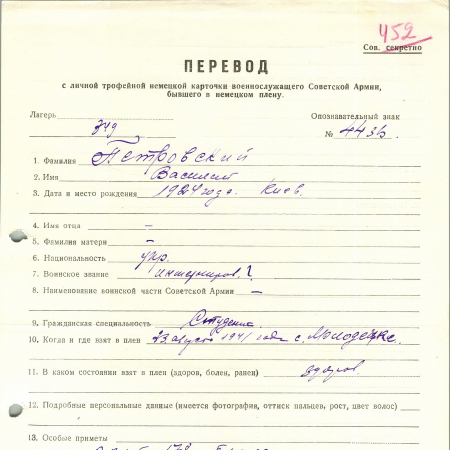 452
Сов. секретно
ПЕРЕВОД
с личной трофейной немецкой карточки военнослужащего Советской Армии,
бывшего в немецком плену.
Лагерь
Опознавательный знак
№ 4435.
1. Фамилия Петровский
2. Имя Василий
3. Дата и место рождения 1924 года. Киев.
4. Имя отца —
5. Фамилия матери —
6. Национальность укр.
7. Воинское звание интерниров. ?
8. Наименование воинской части Советской Армии —
9. Гражданская специальность Студент.
10. Когда и где взят в плен 23 августа 1941 года с.
11. В каком состоянии взят в плен (здоров, болен, ранен) здоров
12. Подробные персональные данные (имеется фотография, оттиск пальцев, рост, цвет волос)
13. Особые приметы